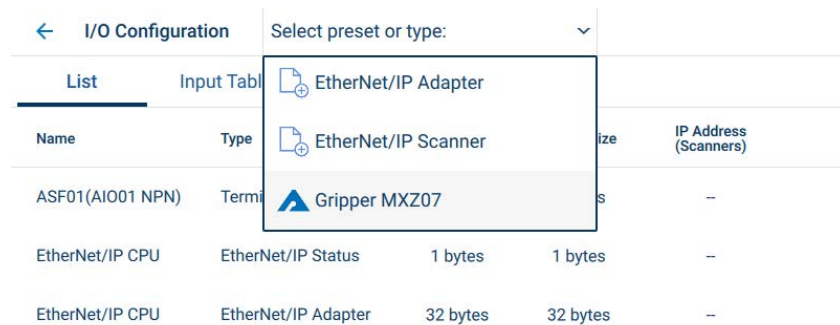 I/O Configuration Select preset or type:
List Input Tabl EtherNet/IP Adapter
Name Type EtherNet/IP Scanner ize IP Address (Scanners)
ASF01(AIO01 NPN) Termi Gripper MXZ07 s --
EtherNet/IP CPU EtherNet/IP Status 1 bytes 1 bytes --
EtherNet/IP CPU EtherNet/IP Adapter 32 bytes 32 bytes --